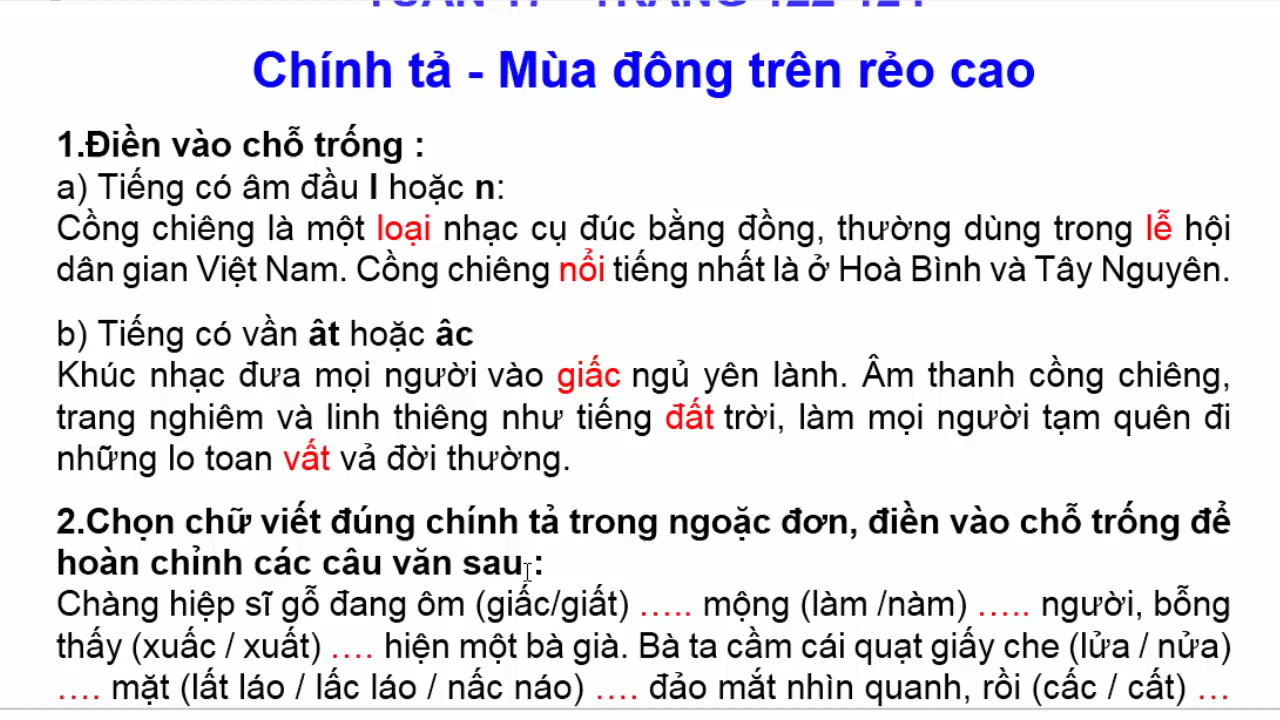 Chính tả - Mùa đông trên rẻo cao
1.Điền vào chỗ trống :
a) Tiếng có âm đầu l hoặc n:
Cồng chiêng là một loại nhạc cụ đúc bằng đồng, thường dùng trong lễ hội
dân gian Việt Nam. Cồng chiêng nổi tiếng nhất là ở Hoà Bình và Tây Nguyên.
b) Tiếng có vần ât hoặc âc
Khúc nhạc đưa mọi người vào giấc ngủ yên lành. Âm thanh cồng chiêng,
trang nghiêm và linh thiêng như tiếng đất trời, làm mọi người tạm quên đi
những lo toan vất vả đời thường.
2.Chọn chữ viết đúng chính tả trong ngoặc đơn, điền vào chỗ trống để
hoàn chỉnh các câu văn sau :
Chàng hiệp sĩ gỗ đang ôm (giấc/giất) ..... mộng (làm /nàm) ..... người, bỗng
thấy (xuấc / xuất) .... hiện một bà già. Bà ta cầm cái quạt giấy che (lửa / nửa)
.... mặt (lất láo / lấc láo / nấc náo) .... đảo mắt nhìn quanh, rồi (cấc / cất) ...